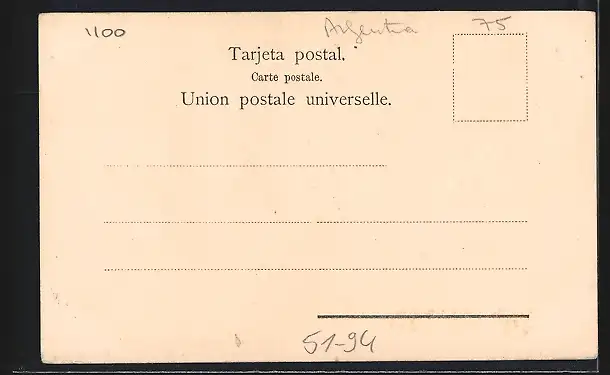 1100
Argentina
75
Tarjeta postal.
Carte postale.
Union postale universelle.
51-94